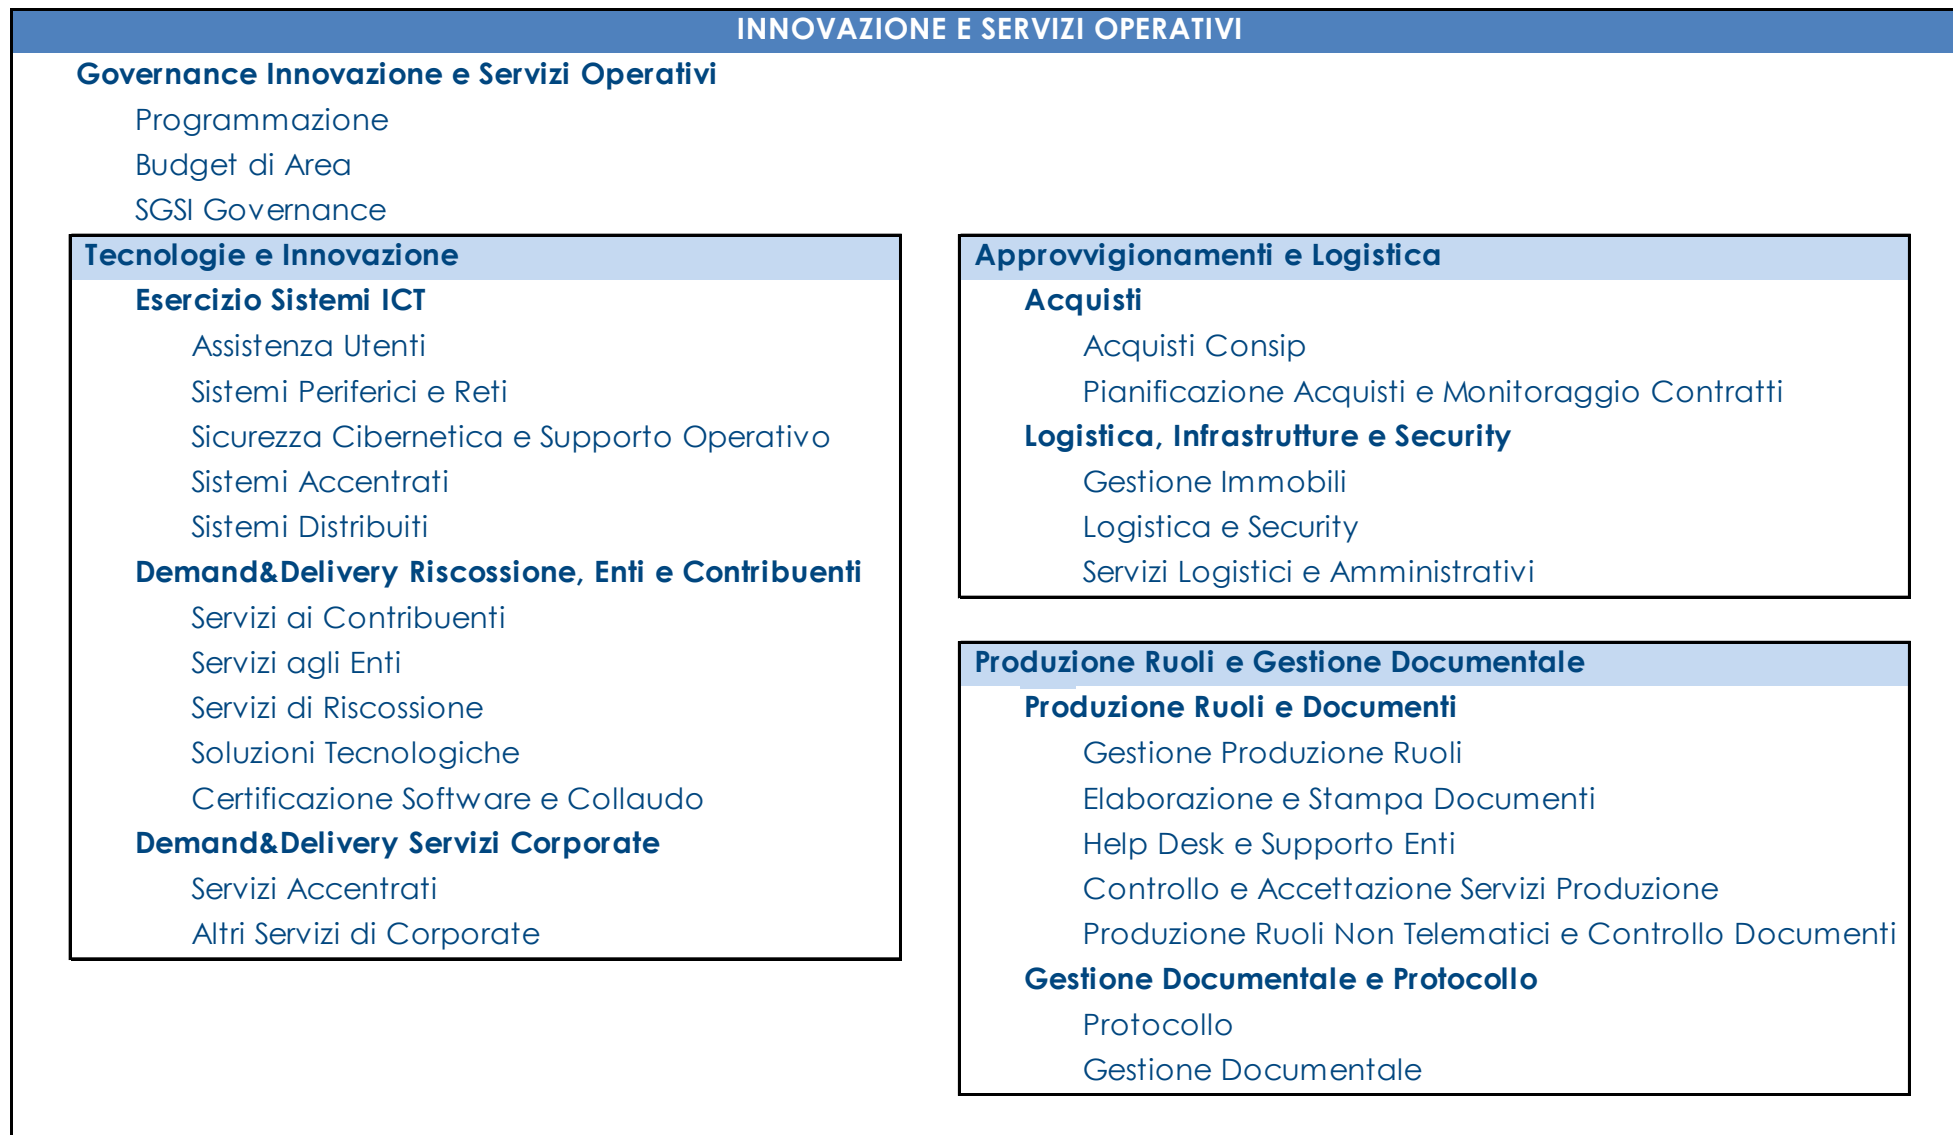 INNOVAZIONE E SERVIZI OPERATIVI
Governance Innovazione e Servizi Operativi
Programmazione
Budget di Area
SGSI Governance
Tecnologie e Innovazione
Esercizio Sistemi ICT
Assistenza Utenti
Sistemi Periferici e Reti
Sicurezza Cibernetica e Supporto Operativo
Sistemi Accentrati
Sistemi Distribuiti
Demand&Delivery Riscossione, Enti e Contribuenti
Servizi ai Contribuenti
Servizi agli Enti
Servizi di Riscossione
Soluzioni Tecnologiche
Certificazione Software e Collaudo
Demand&Delivery Servizi Corporate
Servizi Accentrati
Altri Servizi di Corporate
Approvvigionamenti e Logistica
Acquisti
Acquisti Consip
Pianificazione Acquisti e Monitoraggio Contratti
Logistica, Infrastrutture e Security
Gestione Immobili
Logistica e Security
Servizi Logistici e Amministrativi
Produzione Ruoli e Gestione Documentale
Produzione Ruoli e Documenti
Gestione Produzione Ruoli
Elaborazione e Stampa Documenti
Help Desk e Supporto Enti
Controllo e Accettazione Servizi Produzione
Produzione Ruoli Non Telematici e Controllo Documenti
Gestione Documentale e Protocollo
Protocollo
Gestione Documentale